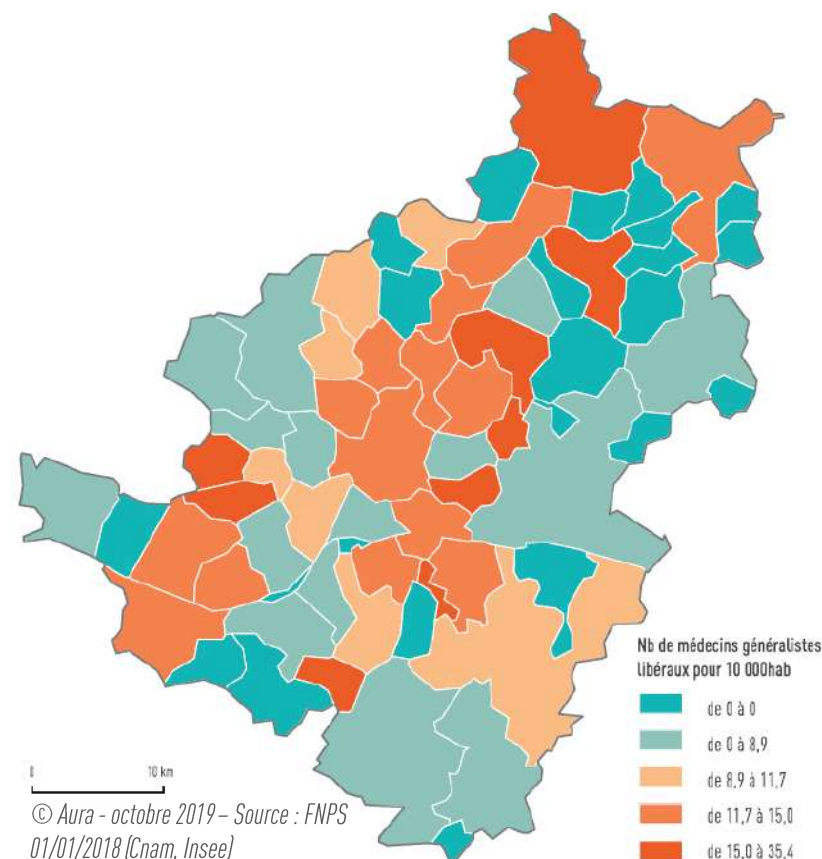 Nb de médecins généralistes
libéraux pour 10 000hab
de 0 à 0
de 0 à 8,9
de 8,9 à 11,7
de 11,7 à 15,0
de 15,0 à 35,4
0 10 km
© Aura - octobre 2019 – Source : FNPS
01/01/2018 (Cnam, Insee)